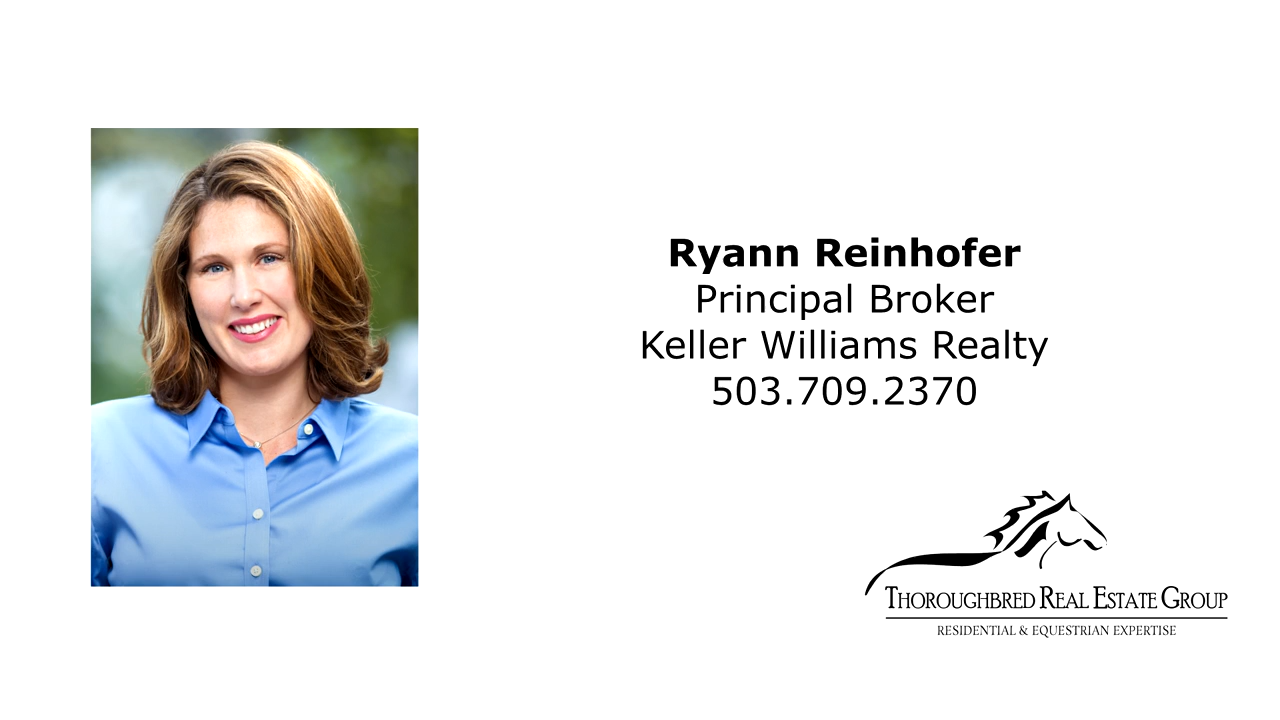 Ryann Reinhofer
Principal Broker
Keller Williams Realty
503.709.2370
THOROUGHBRED REAL ESTATE GROUP
RESIDENTIAL & EQUESTRIAN EXPERTISE